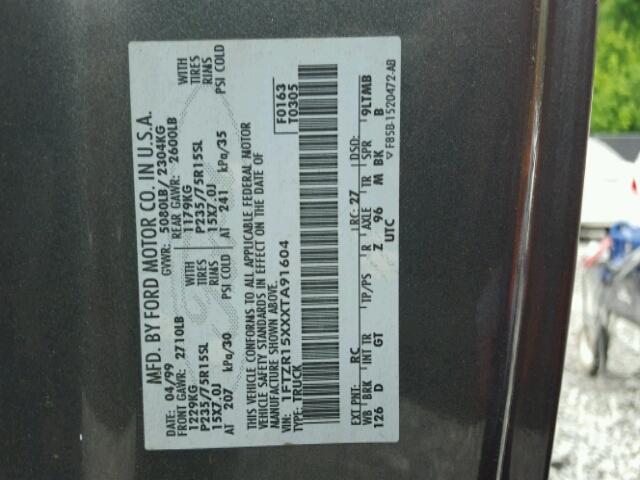 MFD. BY FORD MOTOR CO. IN U.S.A.
DATE: 04/99 GVWR: 5080LB/ 2304KG
FRONT GAWR: 2710LB REAR GAWR: 2600LB
1229KG WITH 1179KG WITH
P235/75R15SL TIRES P235/75R15SL TIRES
15X7.0J RIMS 15X7.0J RIMS
AT 207 kPa/30 PSI COLD AT 241 kPa/35 PSI COLD
THIS VEHICLE CONFORMS TO ALL APPLICABLE FEDERAL MOTOR
VEHICLE SAFETY STANDARDS IN EFFECT ON THE DATE OF
MANUFACTURE SHOWN ABOVE.
VIN: 1FTZR15XXXTA91604
TYPE: TRUCK
F0163
T0305
EXT PNT: RC RC: 27 DSO:
WB BRK INT TR TP/PS R AXLE TR SPR 9LTMB
126 D GT Z 96 M BK B
UTC F85B-1520472-AB